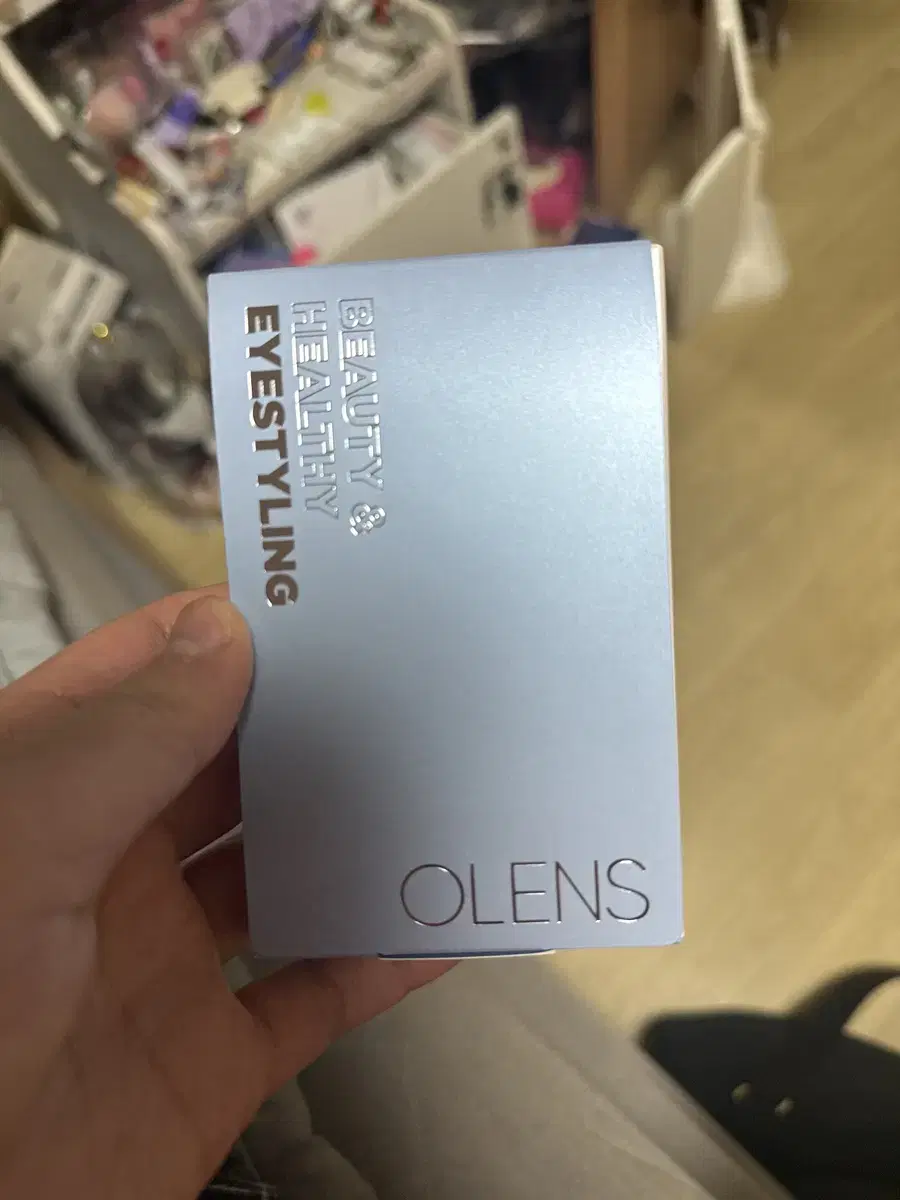 BEAUTY &
HEALTHY
EYESTYLING
OLENS